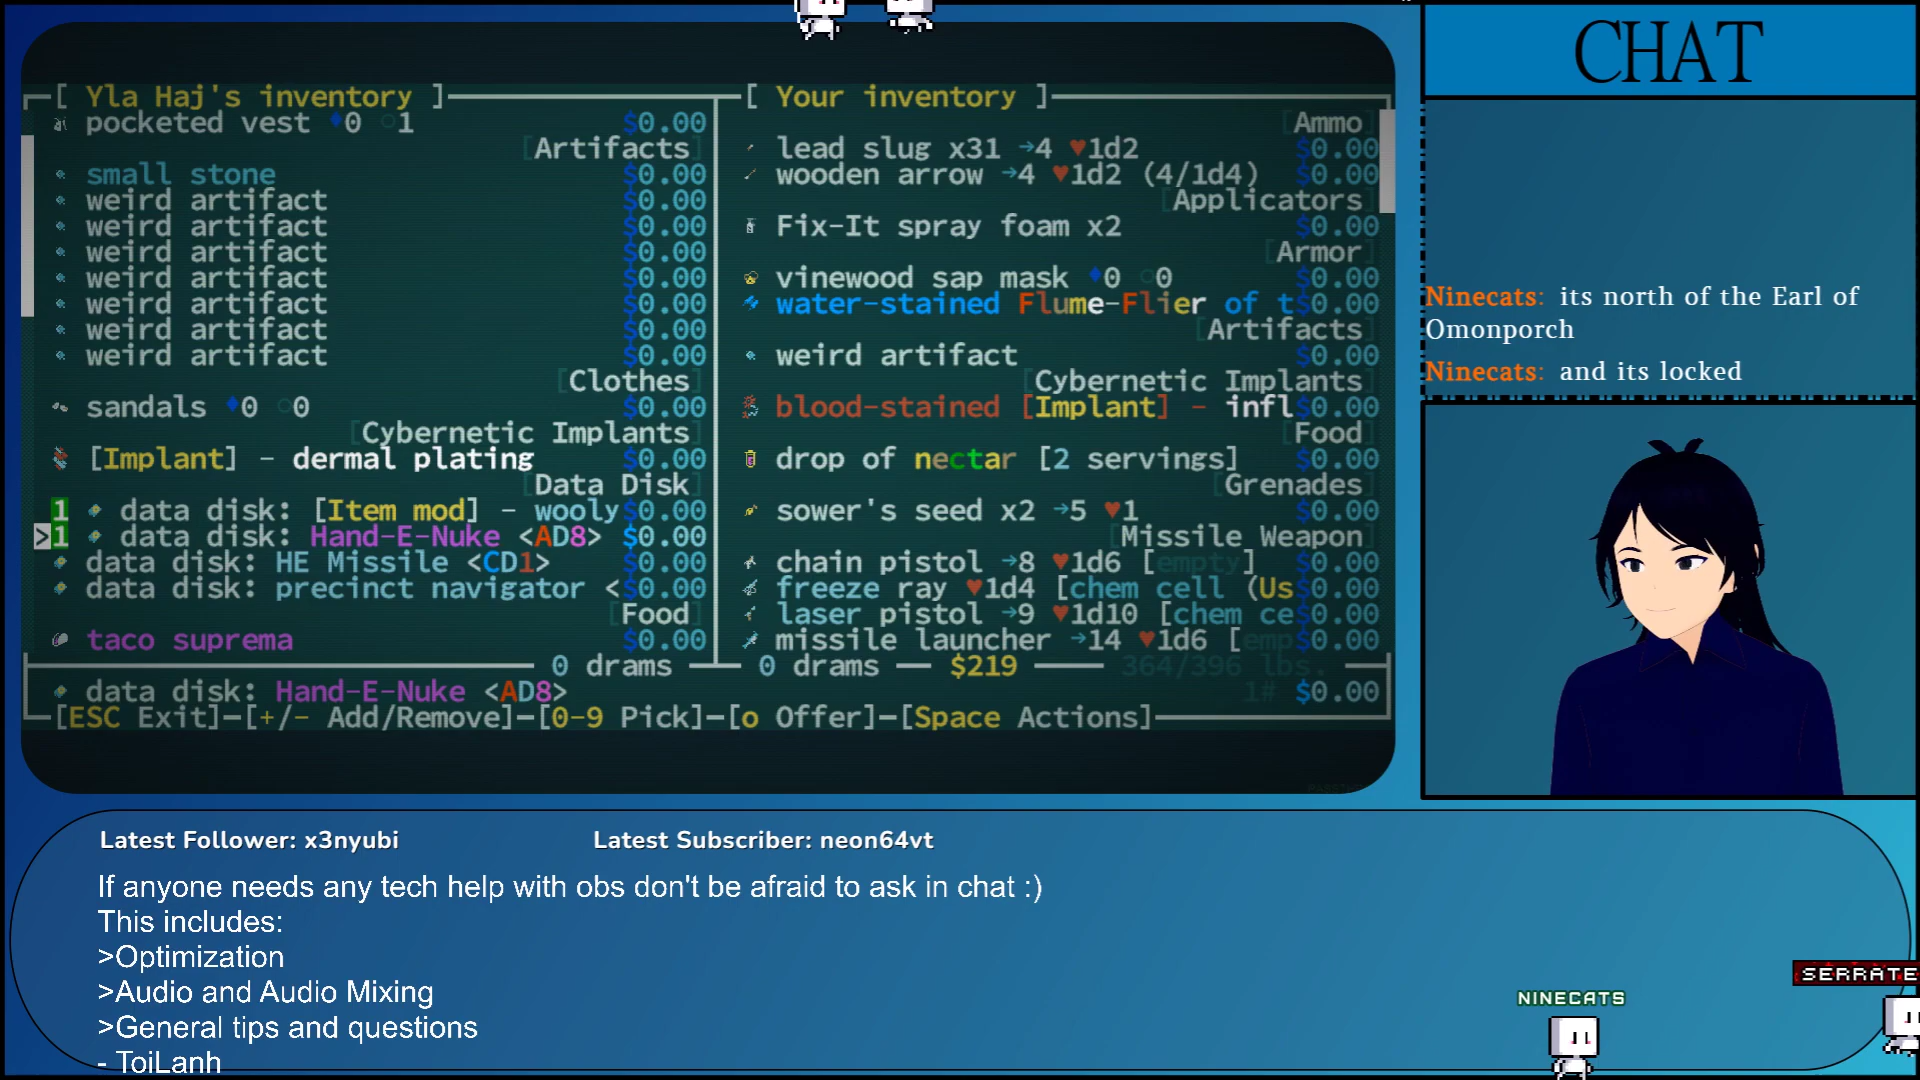 [ Yla Haj's inventory ]
pocketed vest ♦0 ○1 $0.00
[Artifacts]
small stone $0.00
weird artifact $0.00
weird artifact $0.00
weird artifact $0.00
weird artifact $0.00
weird artifact $0.00
weird artifact $0.00
weird artifact $0.00
[Clothes]
sandals ♦0 ○0 $0.00
[Cybernetic Implants]
[Implant] - dermal plating $0.00
[Data Disk]
1 data disk: [Item mod] - wooly $0.00
>1 data disk: Hand-E-Nuke <AD8> $0.00
data disk: HE Missile <CD1> $0.00
data disk: precinct navigator < $0.00
[Food]
taco suprema $0.00
0 drams
[ Your inventory ]
[Ammo]
lead slug x31 →4 ♥1d2 $0.00
wooden arrow →4 ♥1d2 (4/1d4) $0.00
[Applicators]
Fix-It spray foam x2 $0.00
[Armor]
vinewood sap mask ♦0 ○0 $0.00
water-stained Flume-Flier of t$0.00
[Artifacts]
weird artifact $0.00
[Cybernetic Implants]
blood-stained [Implant] - infl$0.00
[Food]
drop of nectar [2 servings] $0.00
[Grenades]
sower's seed x2 →5 ♥1 $0.00
[Missile Weapon]
chain pistol →8 ♥1d6 [empty] $0.00
freeze ray ♥1d4 [chem cell (Us$0.00
laser pistol →9 ♥1d10 [chem ce$0.00
missile launcher →14 ♥1d6 [emp$0.00
0 drams — $219 — 364/396 lbs.
data disk: Hand-E-Nuke <AD8> 1# $0.00
[ESC Exit]-[+/- Add/Remove]-[0-9 Pick]-[o Offer]-[Space Actions]
CHAT
Ninecats: its north of the Earl of
Omonporch
Ninecats: and its locked
Latest Follower: x3nyubi
Latest Subscriber: neon64vt
If anyone needs any tech help with obs don't be afraid to ask in chat :)
This includes:
>Optimization
>Audio and Audio Mixing
>General tips and questions
- ToiLanh
NINECATS
SERRATE